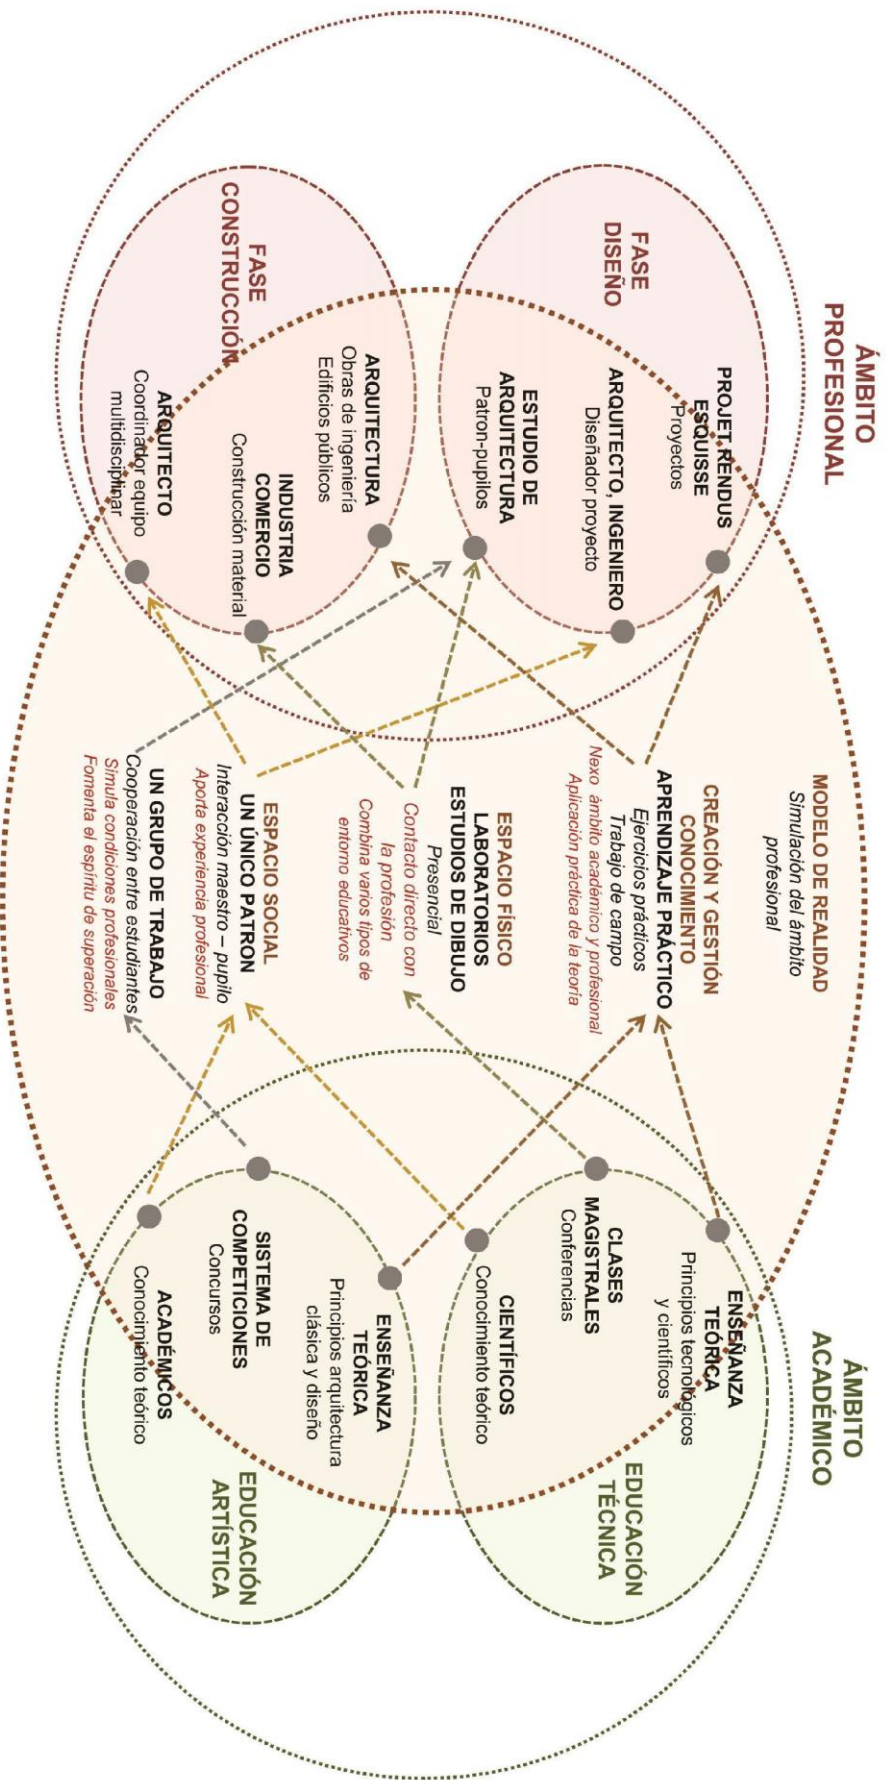 ÁMBITO
PROFESIONAL
FASE
DISEÑO
PROJET RENDUS
ESQUISSE
Proyectos
ARQUITECTO, INGENIERO
Diseñador proyecto
ESTUDIO DE
ARQUITECTURA
Patron-pupilos
FASE
CONSTRUCCIÓN
ARQUITECTURA
Obras de ingeniería
Edificios públicos
INDUSTRIA
COMERCIO
Construcción material
ARQUITECTO
Coordinador equipo
multidisciplinar
MODELO DE REALIDAD
Simulación del ámbito
profesional
CREACIÓN Y GESTIÓN
CONOCIMIENTO
APRENDIZAJE PRÁCTICO
Ejercicios prácticos
Trabajo de campo
Nexo ámbito académico y profesional
Aplicación práctica de la teoría
ESPACIO FÍSICO
LABORATORIOS
ESTUDIOS DE DIBUJO
Presencial
Contacto directo con
la profesión
Combina varios tipos de
entorno educativos
ESPACIO SOCIAL
UN ÚNICO PATRON
Interacción maestro – pupilo
Aporta experiencia profesional
UN GRUPO DE TRABAJO
Cooperación entre estudiantes
Simula condiciones profesionales
Fomenta el espíritu de superación
ÁMBITO
ACADÉMICO
ENSEÑANZA
TEÓRICA
Principios tecnológicos
y científicos
CLASES
MAGISTRALES
Conferencias
CIENTÍFICOS
Conocimiento teórico
EDUCACIÓN
TÉCNICA
ENSEÑANZA
TEÓRICA
Principios arquitectura
clásica y diseño
SISTEMA DE
COMPETICIONES
Concursos
ACADÉMICOS
Conocimiento teórico
EDUCACIÓN
ARTÍSTICA